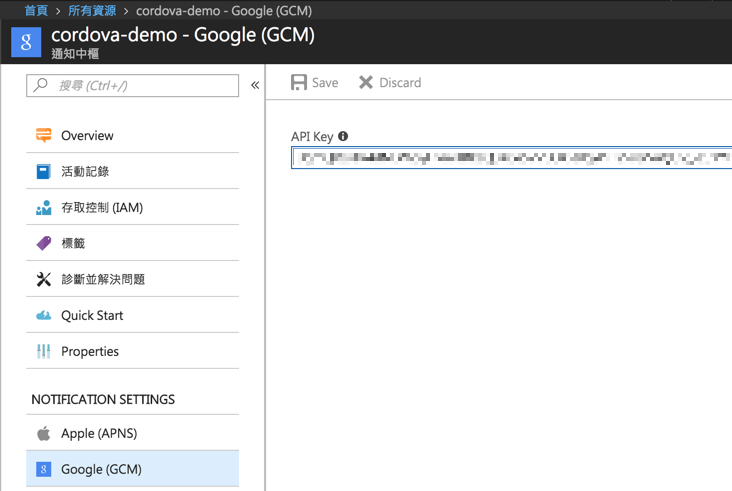 首頁 > 所有資源 > cordova-demo - Google (GCM)
cordova-demo - Google (GCM)
通知中樞
搜尋 (Ctrl+/)
«
Save
Discard
API Key
Overview
活動記錄
存取控制 (IAM)
標籤
診斷並解決問題
Quick Start
Properties
NOTIFICATION SETTINGS
Apple (APNS)
Google (GCM)